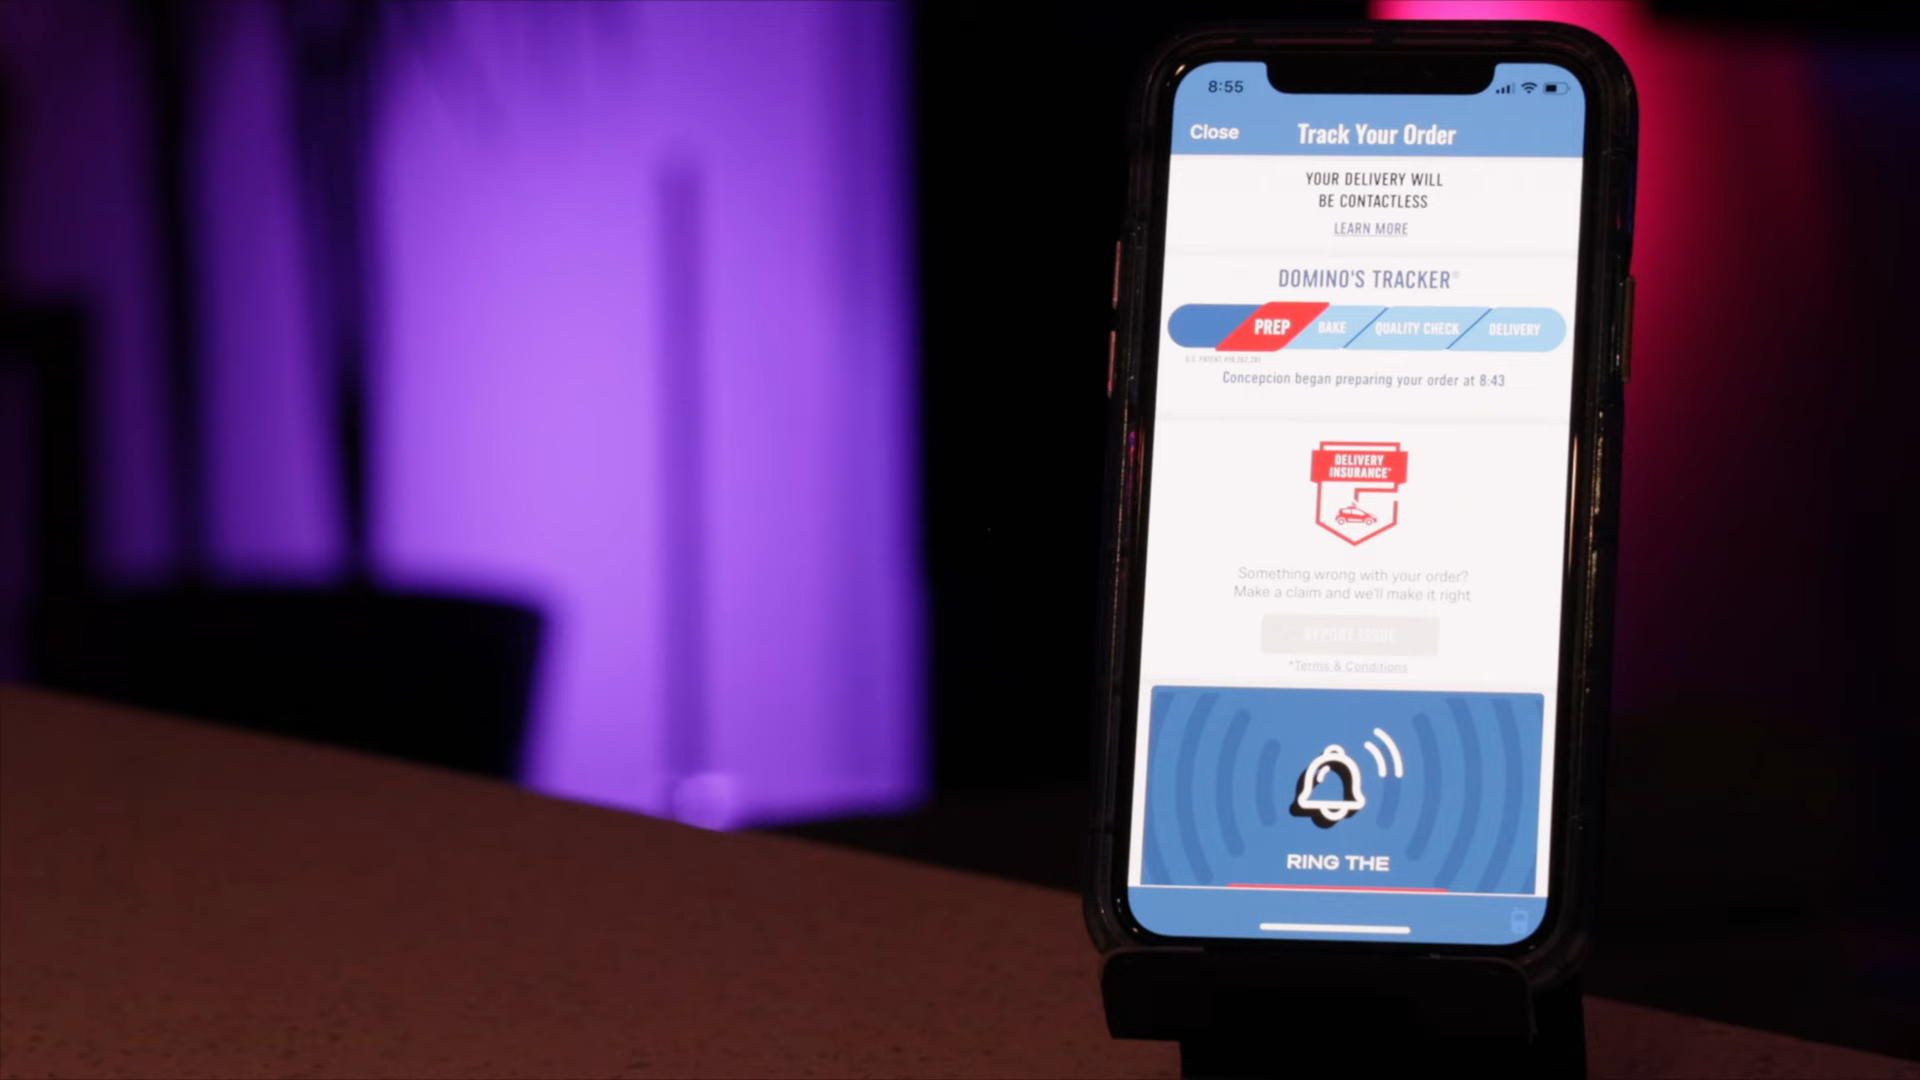 8:55
Close
Track Your Order
YOUR DELIVERY WILL
BE CONTACTLESS
LEARN MORE
DOMINO'S TRACKER®
PREP
BAKE
QUALITY CHECK
DELIVERY
Concepcion began preparing your order at 8:43
DELIVERY
INSURANCE*
Something wrong with your order?
Make a claim and we'll make it right
REPORT ISSUE
*Terms & Conditions
RING THE